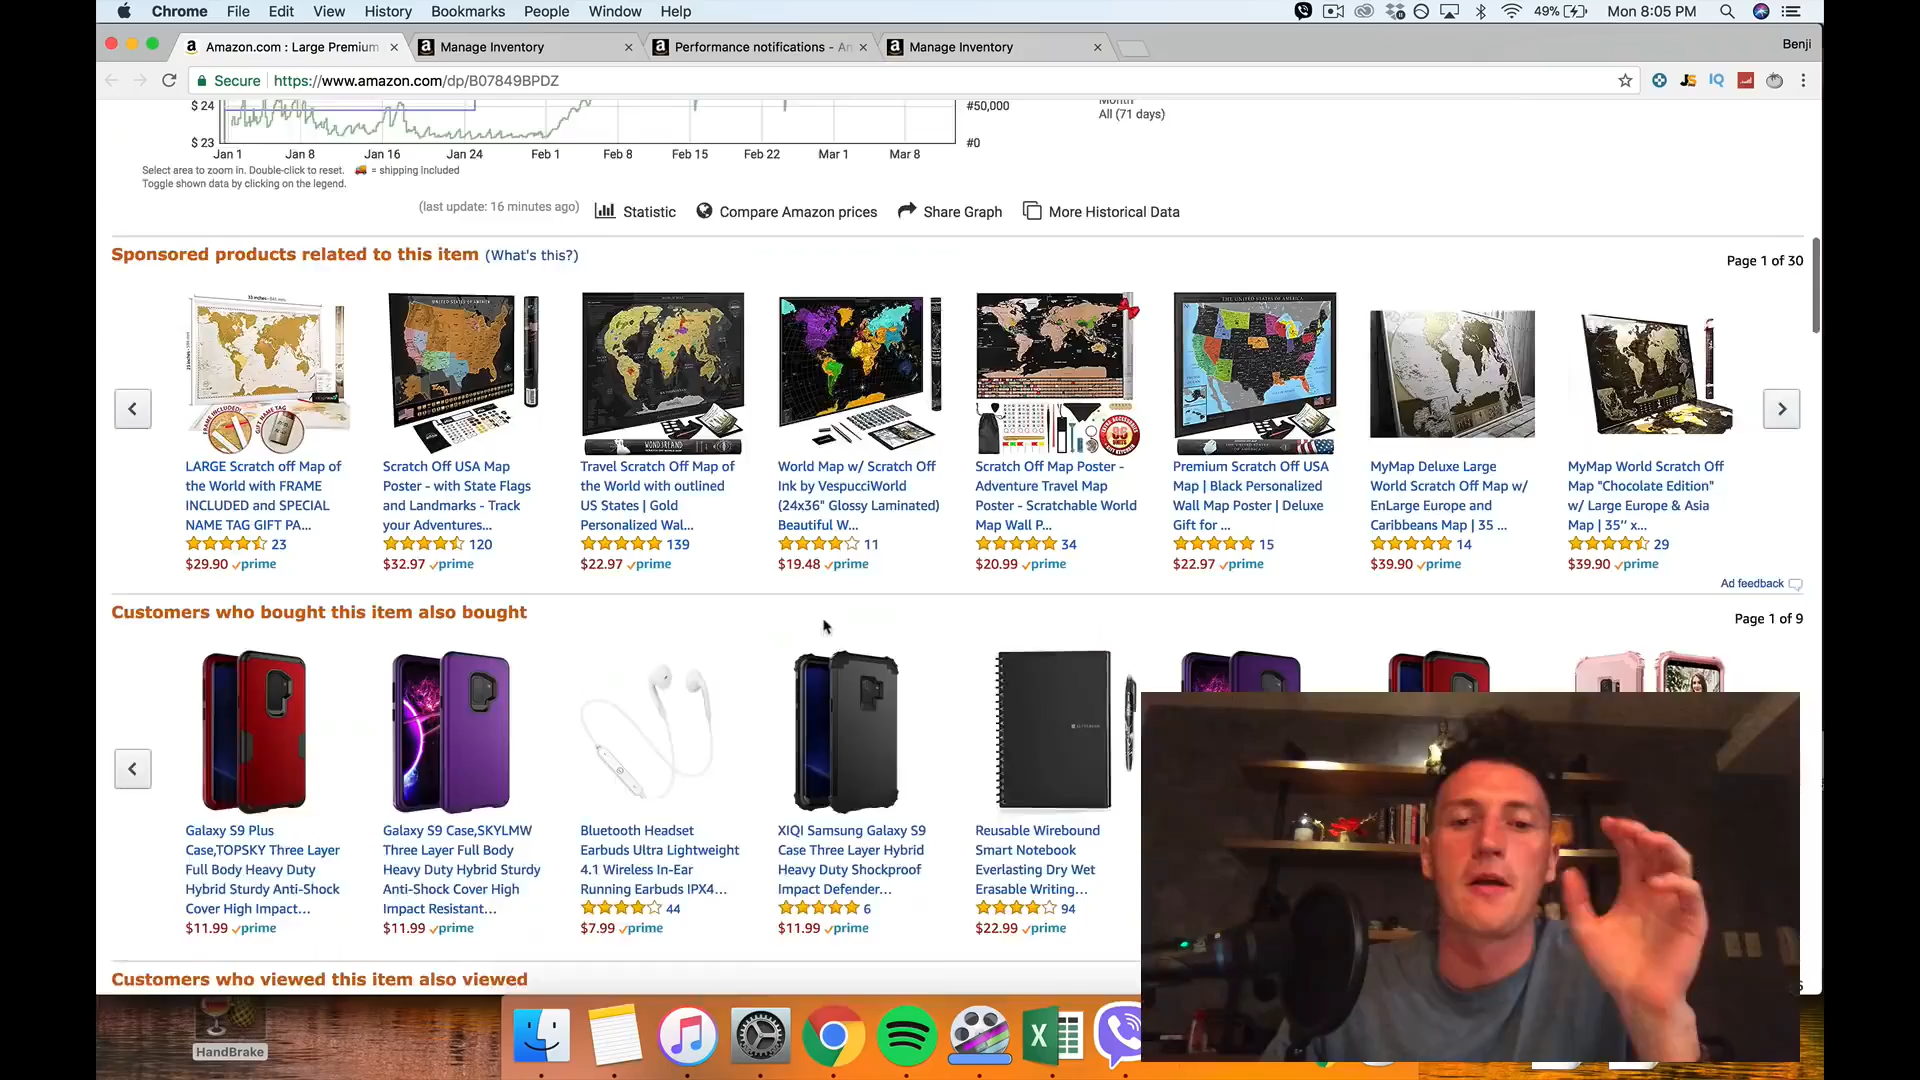 Chrome File Edit View History Bookmarks People Window Help 49% Mon 8:05 PM
Amazon.com : Large Premium Manage Inventory Performance notifications - Am Manage Inventory Benji
Secure https://www.amazon.com/dp/B07849BPDZ
$ 24 #50,000 Month
All (71 days)
$ 23 #0
Jan 1 Jan 8 Jan 16 Jan 24 Feb 1 Feb 8 Feb 15 Feb 22 Mar 1 Mar 8
Select area to zoom in. Double-click to reset. = shipping included
Toggle shown data by clicking on the legend.
(last update: 16 minutes ago) Statistic Compare Amazon prices Share Graph More Historical Data
Sponsored products related to this item (What's this?) Page 1 of 30
LARGE Scratch off Map of
the World with FRAME
INCLUDED and SPECIAL
NAME TAG GIFT PA...
23
$29.90 prime
Scratch Off USA Map
Poster - with State Flags
and Landmarks - Track
your Adventures...
120
$32.97 prime
Travel Scratch Off Map of
the World with outlined
US States | Gold
Personalized Wal...
139
$22.97 prime
World Map w/ Scratch Off
Ink by VespucciWorld
(24x36" Glossy Laminated)
Beautiful W...
11
$19.48 prime
Scratch Off Map Poster -
Adventure Travel Map
Poster - Scratchable World
Map Wall P...
34
$20.99 prime
Premium Scratch Off USA
Map | Black Personalized
Wall Map Poster | Deluxe
Gift for ...
15
$22.97 prime
MyMap Deluxe Large
World Scratch Off Map w/
EnLarge Europe and
Caribbeans Map | 35 ...
14
$39.90 prime
MyMap World Scratch Off
Map "Chocolate Edition"
w/ Large Europe & Asia
Map | 35″ x...
29
$39.90 prime
Ad feedback
Customers who bought this item also bought Page 1 of 9
Galaxy S9 Plus
Case,TOPSKY Three Layer
Full Body Heavy Duty
Hybrid Sturdy Anti-Shock
Cover High Impact...
$11.99 prime
Galaxy S9 Case,SKYLMW
Three Layer Full Body
Heavy Duty Hybrid Sturdy
Anti-Shock Cover High
Impact Resistant...
$11.99 prime
Bluetooth Headset
Earbuds Ultra Lightweight
4.1 Wireless In-Ear
Running Earbuds IPX4...
44
$7.99 prime
XIQI Samsung Galaxy S9
Case Three Layer Hybrid
Heavy Duty Shockproof
Impact Defender...
6
$11.99 prime
Reusable Wirebound
Smart Notebook
Everlasting Dry Wet
Erasable Writing...
94
$22.99 prime
Customers who viewed this item also viewed
HandBrake